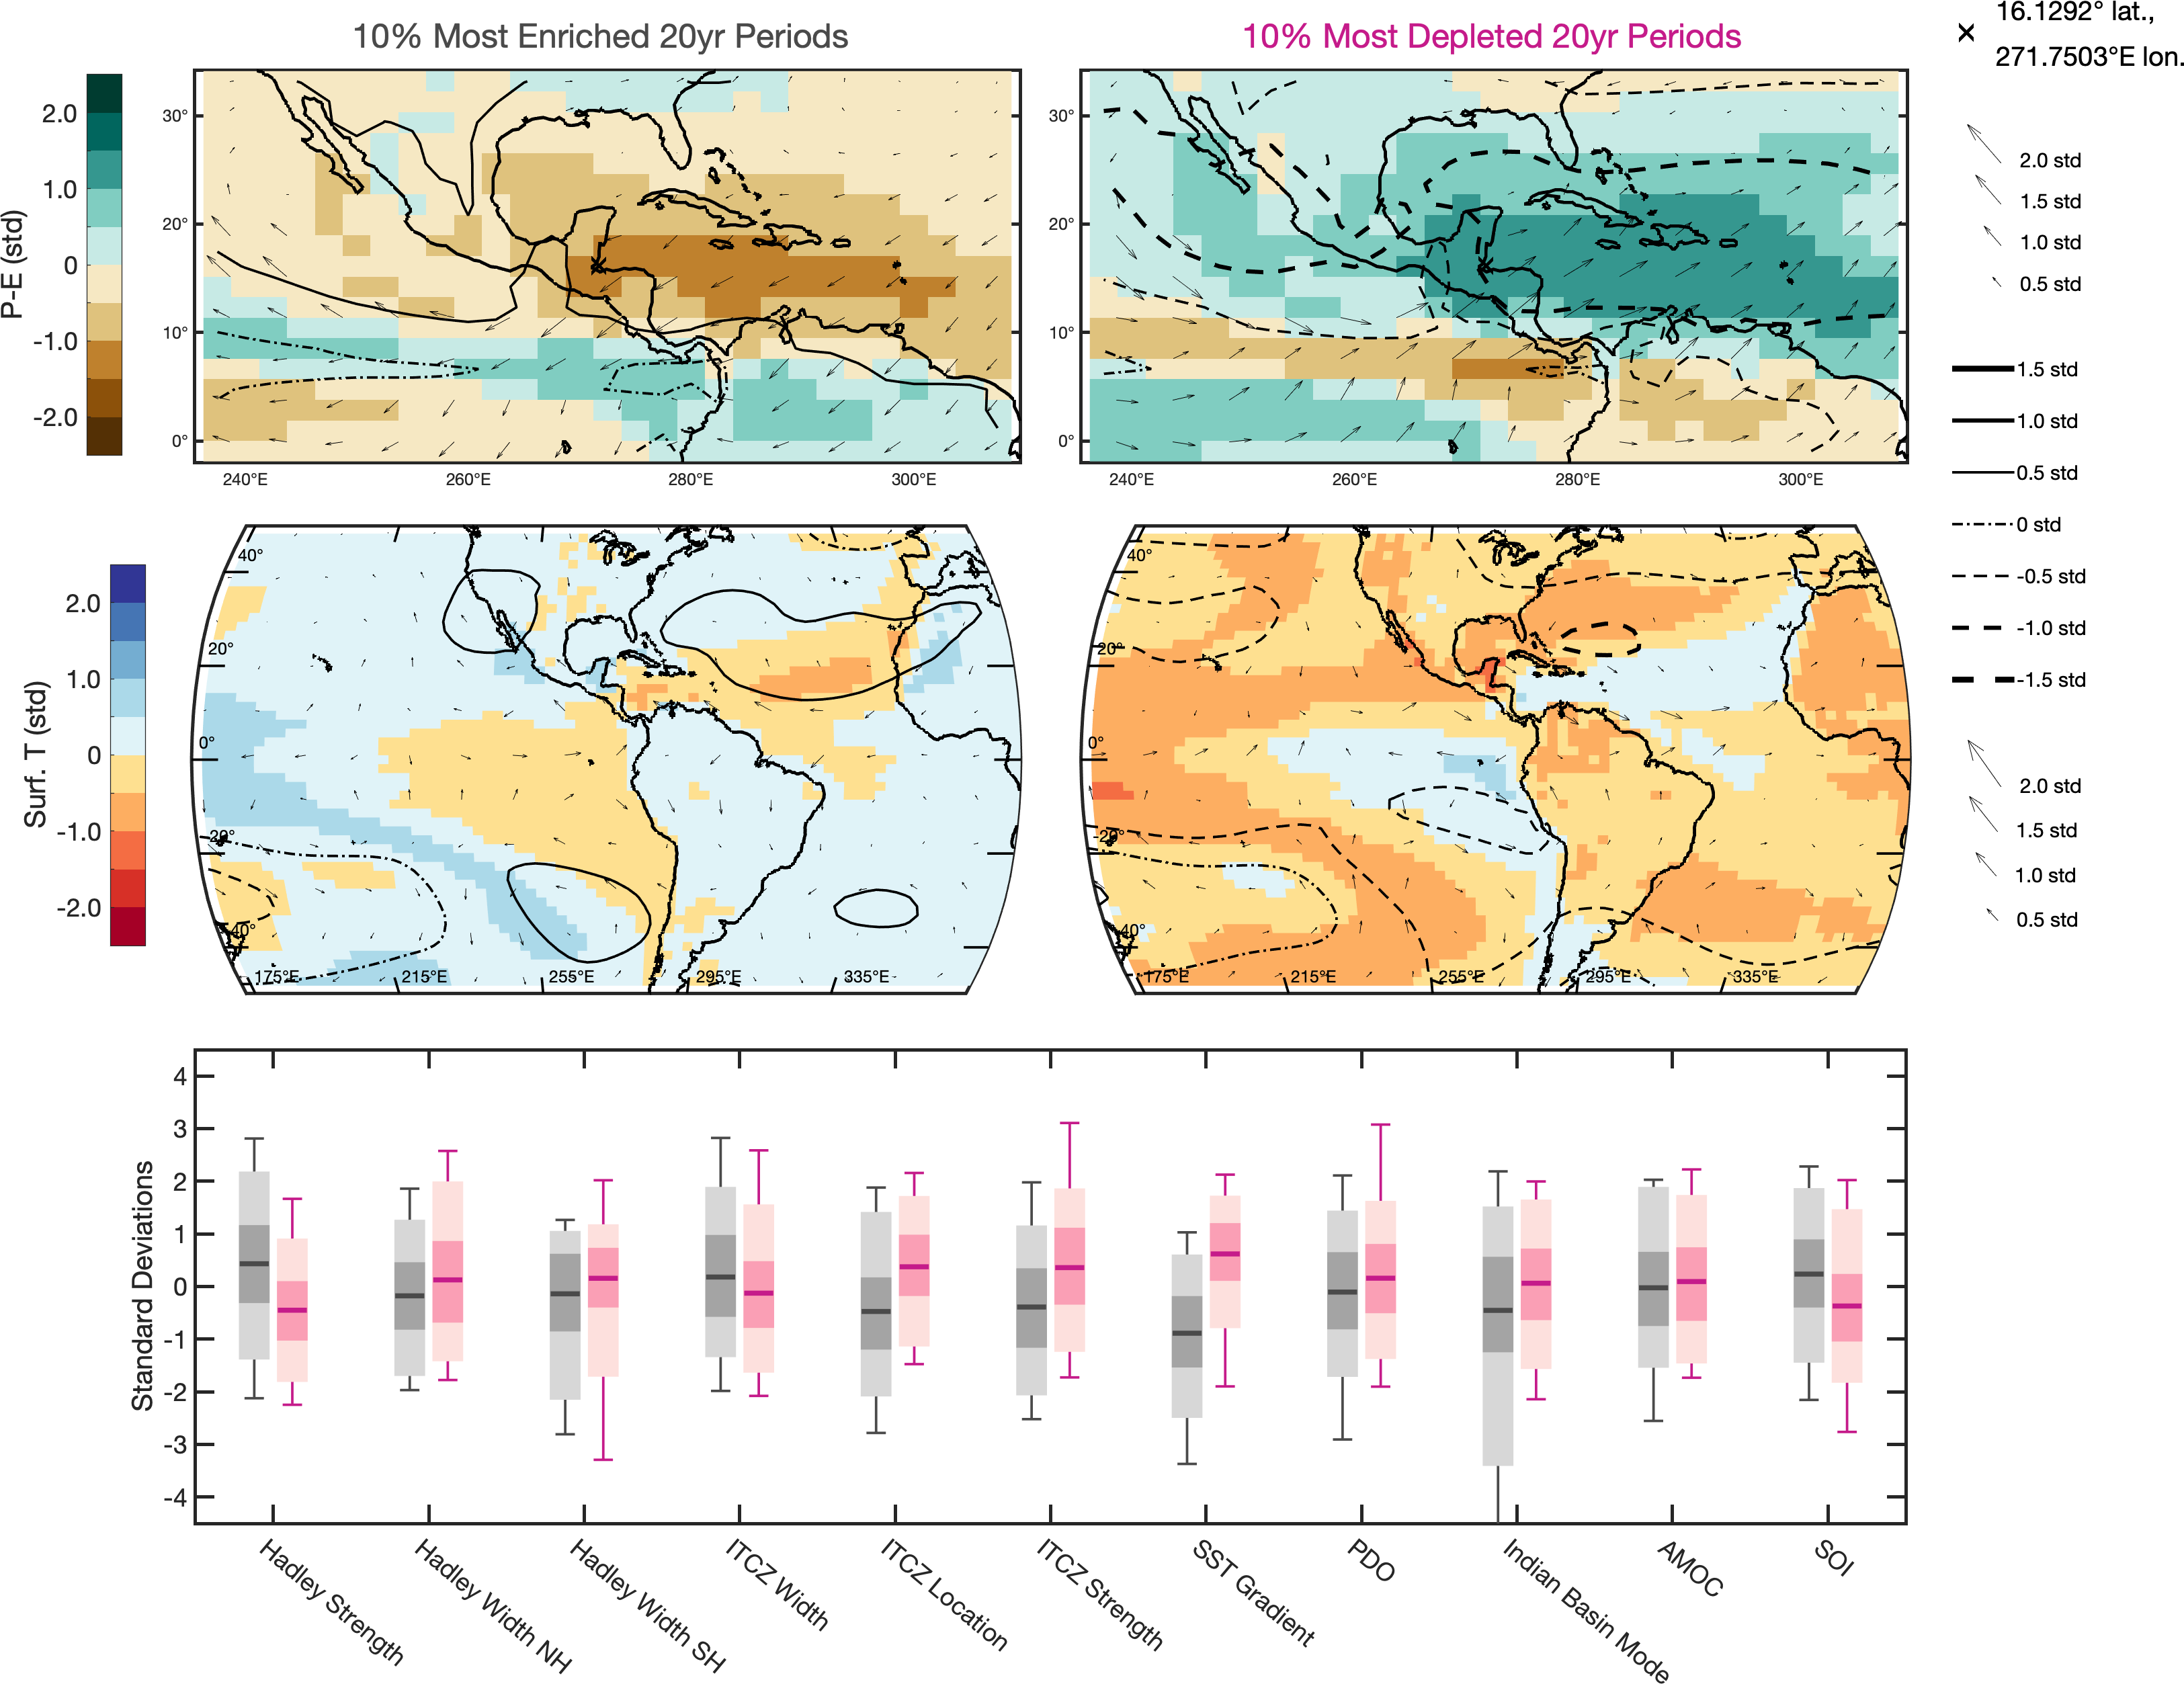 10% Most Enriched 20yr Periods
10% Most Depleted 20yr Periods
× 16.1292° lat.,
271.7503°E lon.
P-E (std)
2.0
1.0
0
-1.0
-2.0
30°
20°
10°
0°
240°E 260°E 280°E 300°E
30°
20°
10°
0°
240°E 260°E 280°E 300°E
2.0 std
1.5 std
1.0 std
0.5 std
1.5 std
1.0 std
0.5 std
0 std
-0.5 std
-1.0 std
-1.5 std
2.0 std
1.5 std
1.0 std
0.5 std
Surf. T (std)
2.0
1.0
0
-1.0
-2.0
40°
20°
0°
-20°
-40°
175°E 215°E 255°E 295°E 335°E
40°
20°
0°
-20°
-40°
175°E 215°E 255°E 295°E 335°E
Standard Deviations
4
3
2
1
0
-1
-2
-3
-4
Hadley Strength
Hadley Width NH
Hadley Width SH
ITCZ Width
ITCZ Location
ITCZ Strength
SST Gradient
PDO
Indian Basin Mode
AMOC
SOI